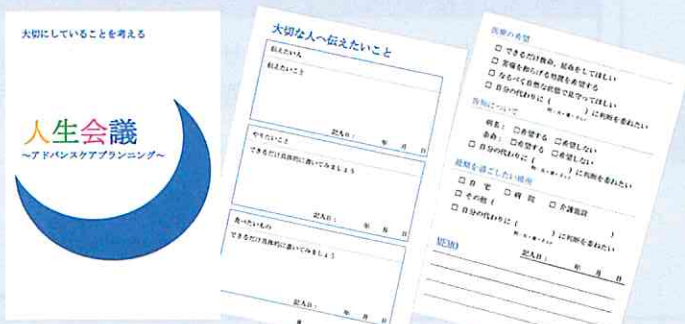 大切にしていることを考える
人生会議
〜アドバンスケアプランニング〜
大切な人へ伝えたいこと
伝えたい人
伝えたいこと
記入日： 年 月 日
やりたいこと
できるだけ具体的に書いてみましょう
記入日： 年 月 日
食べたいもの
できるだけ具体的に書いてみましょう
記入日： 年 月 日
医療の希望
□ できるだけ救命、延命をしてほしい
□ 苦痛を和らげる処置を希望する
□ なるべく自然な状態で見守ってほしい
□ 自分の代わりに ( ) に判断を委ねたい
告知について
病名： □希望する □希望しない
余命： □希望する □希望しない
□ 自分の代わりに ( ) に判断を委ねたい
最期を過ごしたい場所
□ 自 宅 □ 病 院 □ 介護施設
□ その他 ( )
□ 自分の代わりに ( ) に判断を委ねたい
記入日： 年 月 日
MEMO